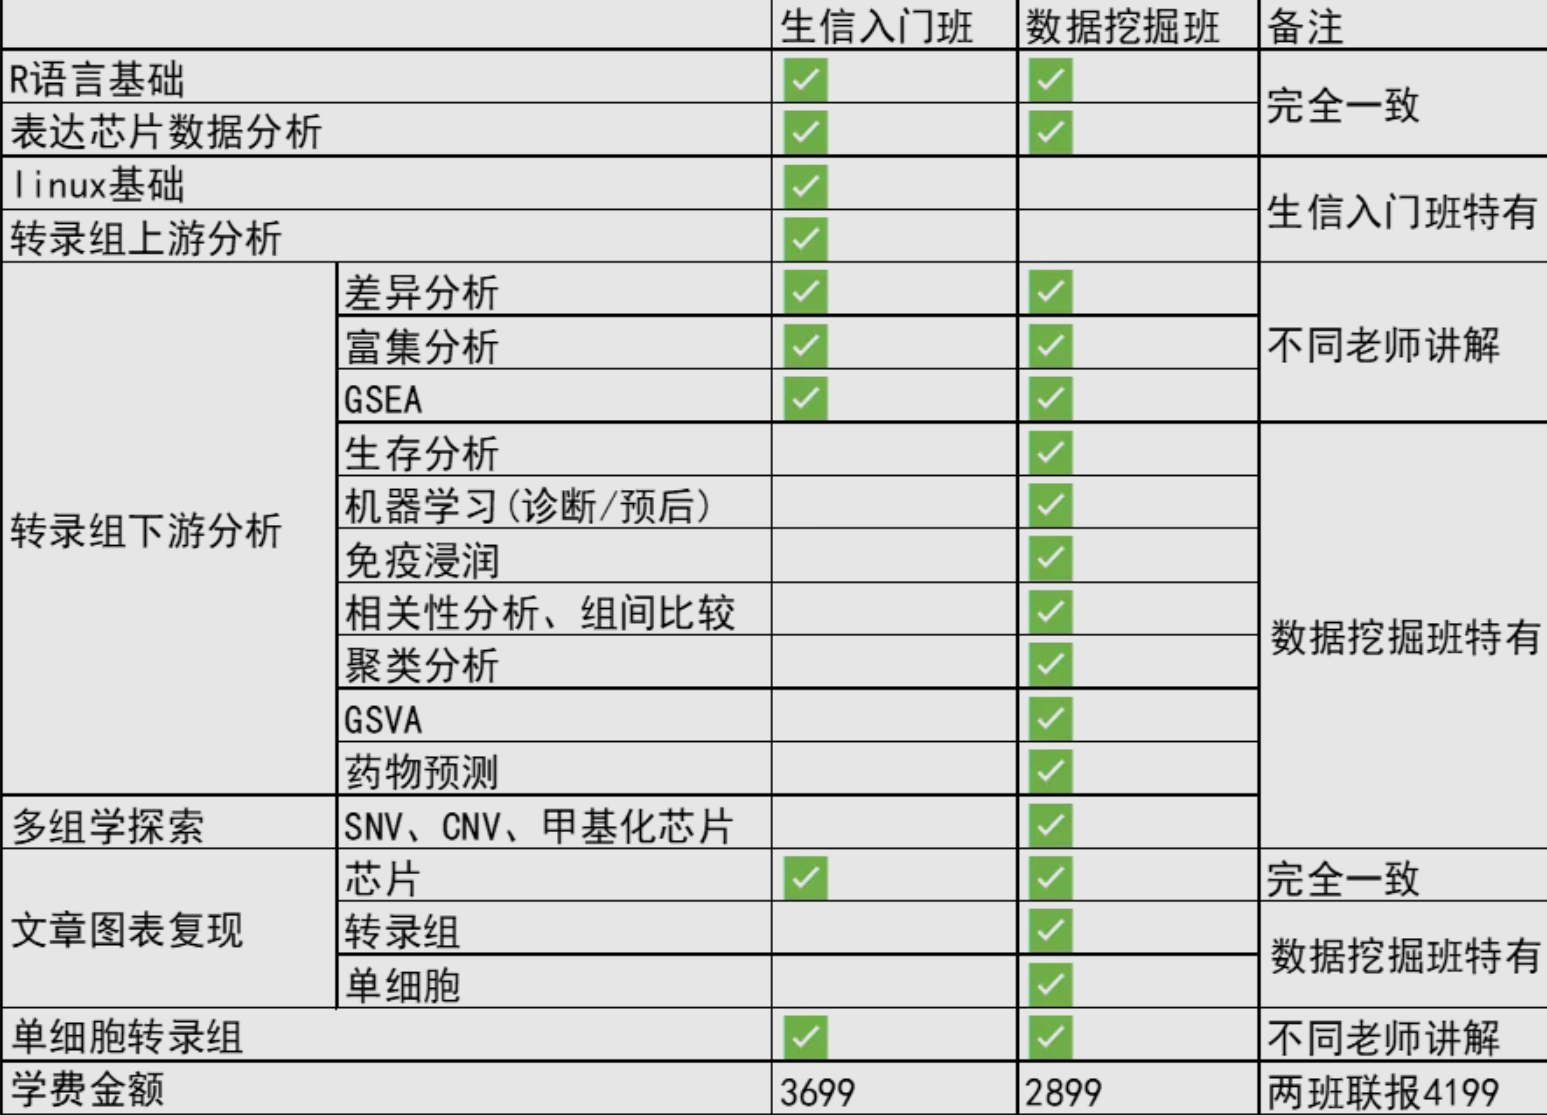 生信入门班 数据挖掘班 备注
R语言基础 ✓ ✓
完全一致
表达芯片数据分析 ✓ ✓
linux基础 ✓
生信入门班特有
转录组上游分析 ✓
转录组下游分析
差异分析 ✓ ✓
富集分析 ✓ ✓
不同老师讲解
GSEA ✓ ✓
生存分析 ✓
机器学习(诊断/预后) ✓
免疫浸润 ✓
相关性分析、组间比较 ✓
数据挖掘班特有
聚类分析 ✓
GSVA ✓
药物预测 ✓
多组学探索 SNV、CNV、甲基化芯片 ✓
文章图表复现
芯片 ✓ ✓ 完全一致
转录组 ✓
数据挖掘班特有
单细胞 ✓
单细胞转录组 ✓ ✓ 不同老师讲解
学费金额 3699 2899 两班联报4199